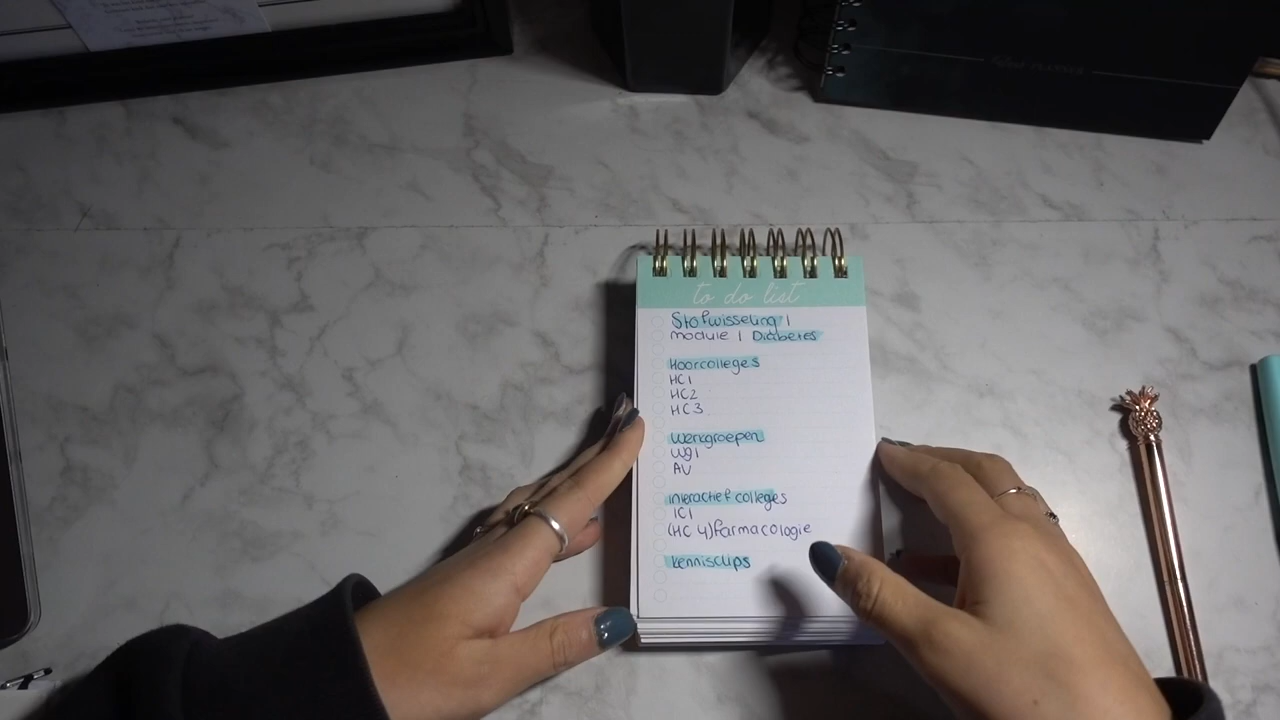 to do list
Stofwisseling 1
module 1 Diabetes
Hoorcolleges
HC1
HC2
HC3
Werkgroepen
Wg1
AV
interactief colleges
IC1
(HC 4) farmacologie
kennisclips